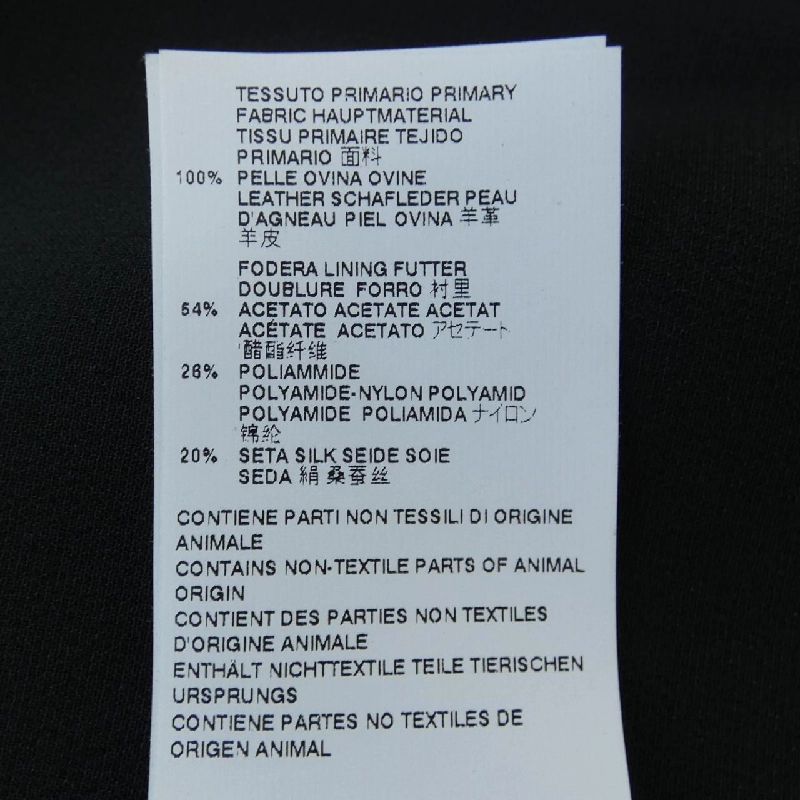 TESSUTO PRIMARIO PRIMARY
FABRIC HAUPTMATERIAL
TISSU PRIMAIRE TEJIDO
PRIMARIO 面料
100% PELLE OVINA OVINE
LEATHER SCHAFLEDER PEAU
D'AGNEAU PIEL OVINA 羊革
羊皮
FODERA LINING FUTTER
DOUBLURE FORRO 衬里
54% ACETATO ACETATE ACETAT
ACÉTATE ACETATO アセテート
醋酯纤维
26% POLIAMMIDE
POLYAMIDE-NYLON POLYAMID
POLYAMIDE POLIAMIDA ナイロン
锦纶
20% SETA SILK SEIDE SOIE
SEDA 絹 桑蚕丝
CONTIENE PARTI NON TESSILI DI ORIGINE
ANIMALE
CONTAINS NON-TEXTILE PARTS OF ANIMAL
ORIGIN
CONTIENT DES PARTIES NON TEXTILES
D'ORIGINE ANIMALE
ENTHÄLT NICHTTEXTILE TEILE TIERISCHEN
URSPRUNGS
CONTIENE PARTES NO TEXTILES DE
ORIGEN ANIMAL